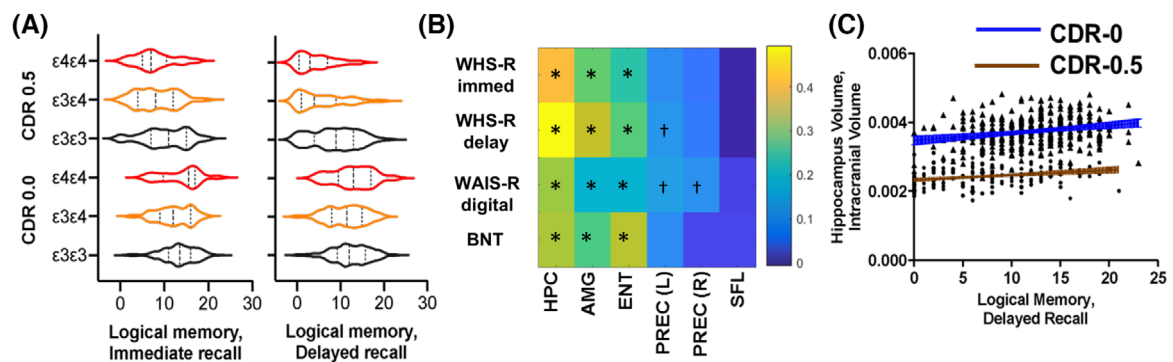 (A)
CDR 0.5
CDR 0.0
ε4ε4
ε3ε4
ε3ε3
ε4ε4
ε3ε4
ε3ε3
0 10 20 30
Logical memory,
Immediate recall
0 10 20 30
Logical memory,
Delayed recall
(B)
WHS-R
immed
WHS-R
delay
WAIS-R
digital
BNT
* * *
* * * †
* * * † †
* * *
HPC
AMG
ENT
PREC (L)
PREC (R)
SFL
0.4
0.3
0.2
0.1
0
(C)
CDR-0
CDR-0.5
Hippocampus Volume,
Intracranial Volume
0.006
0.004
0.002
0.000
0 5 10 15 20 25
Logical Memory,
Delayed Recall